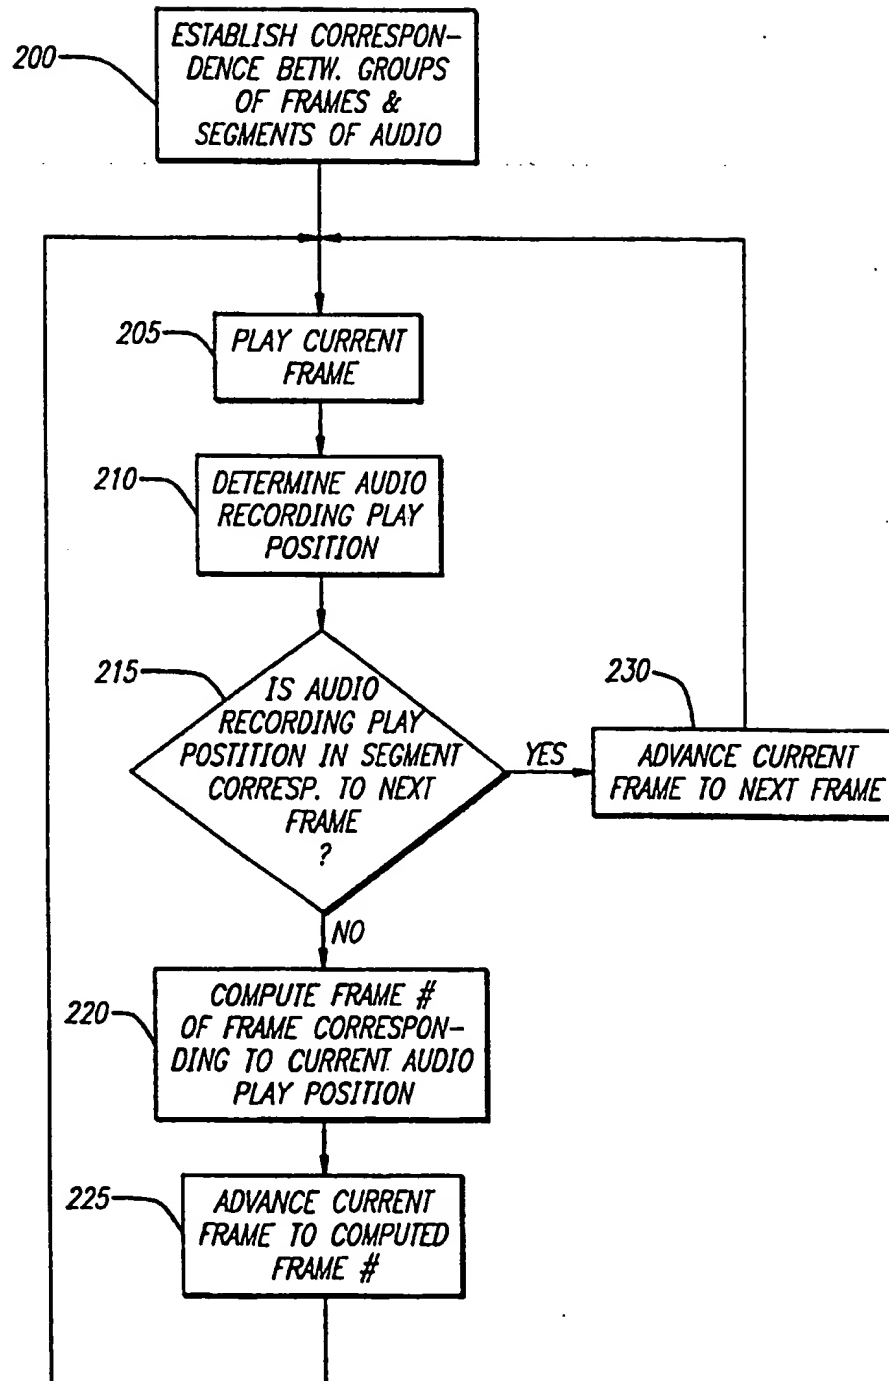 200
ESTABLISH CORRESPON-
DENCE BETW. GROUPS
OF FRAMES &
SEGMENTS OF AUDIO
205
PLAY CURRENT
FRAME
210
DETERMINE AUDIO
RECORDING PLAY
POSITION
215
IS AUDIO
RECORDING PLAY
POSTITION IN SEGMENT
CORRESP. TO NEXT
FRAME
?
YES
230
ADVANCE CURRENT
FRAME TO NEXT FRAME
NO
220
COMPUTE FRAME #
OF FRAME CORRESPON-
DING TO CURRENT AUDIO
PLAY POSITION
225
ADVANCE CURRENT
FRAME TO COMPUTED
FRAME #